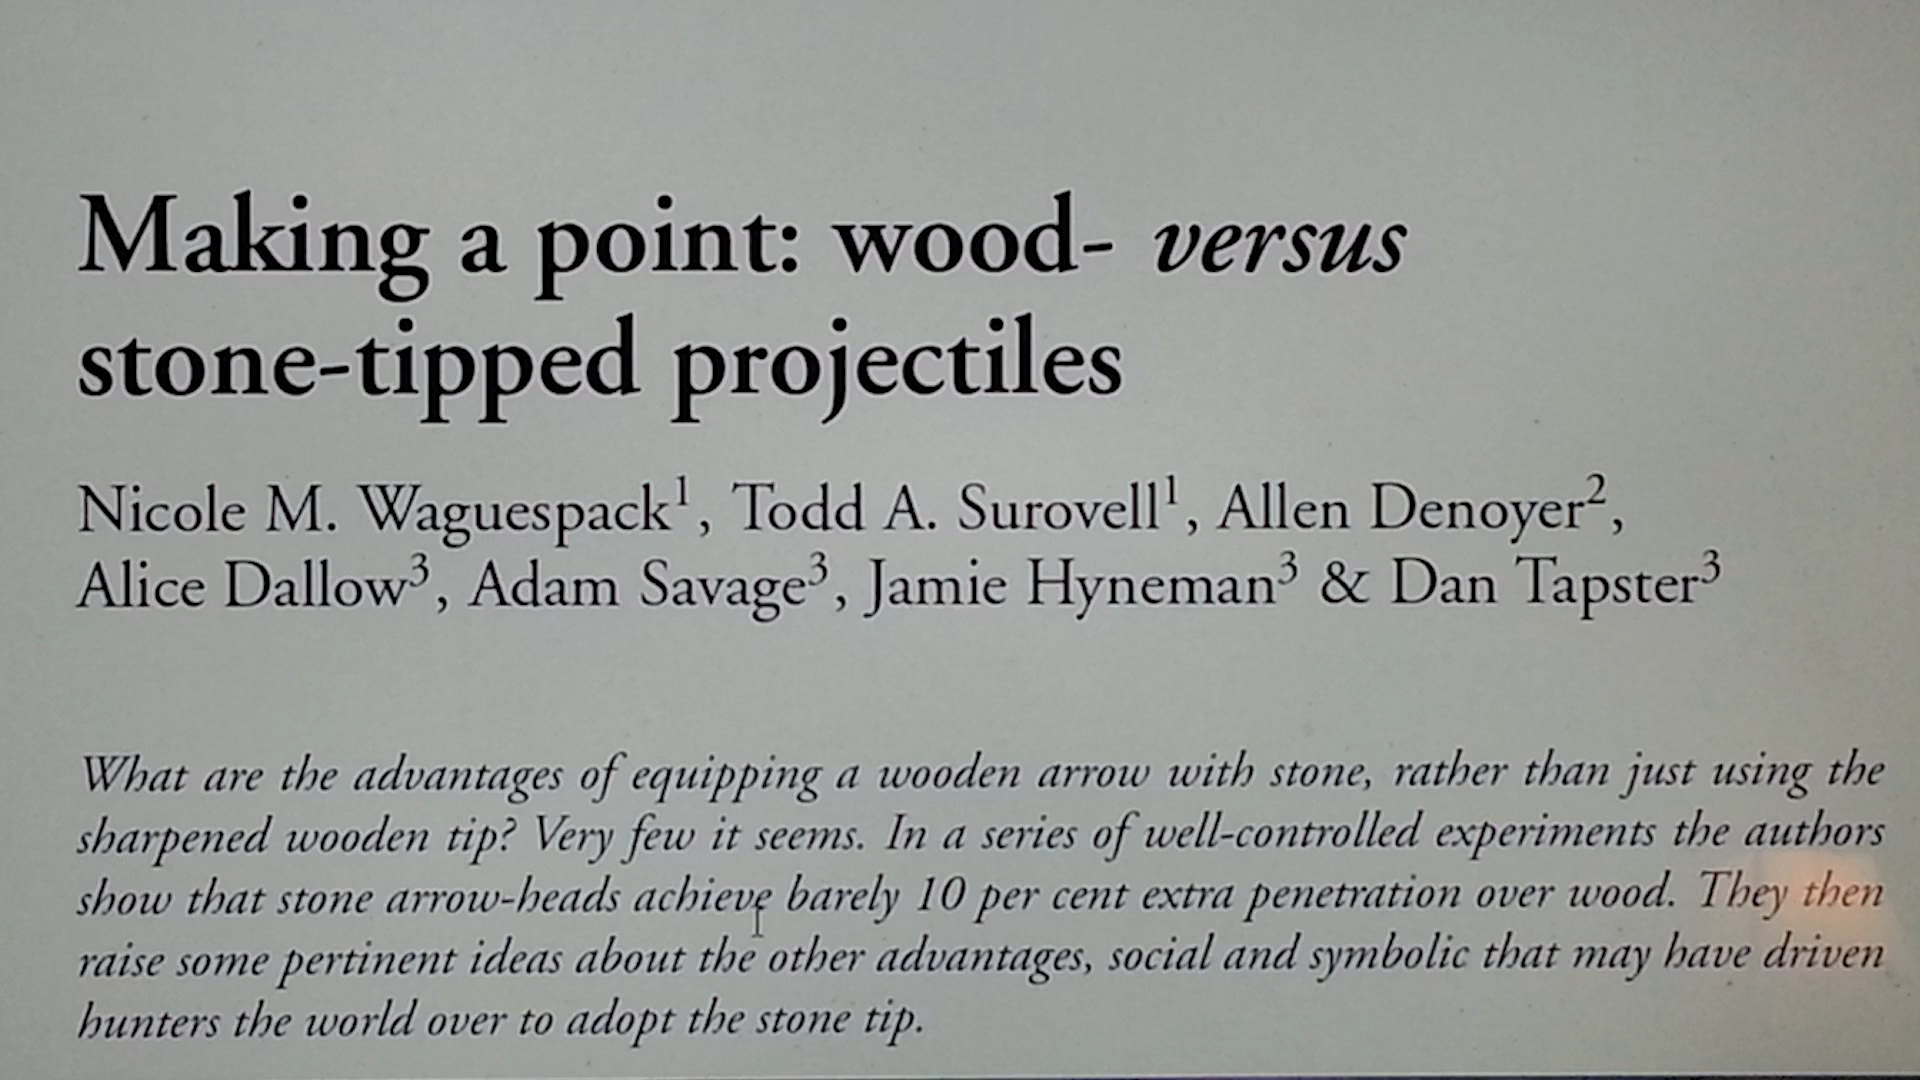 Making a point: wood- versus
stone-tipped projectiles
Nicole M. Waguespack¹, Todd A. Surovell¹, Allen Denoyer²,
Alice Dallow³, Adam Savage³, Jamie Hyneman³ & Dan Tapster³
What are the advantages of equipping a wooden arrow with stone, rather than just using the
sharpened wooden tip? Very few it seems. In a series of well-controlled experiments the authors
show that stone arrow-heads achieve barely 10 per cent extra penetration over wood. They then
raise some pertinent ideas about the other advantages, social and symbolic that may have driven
hunters the world over to adopt the stone tip.